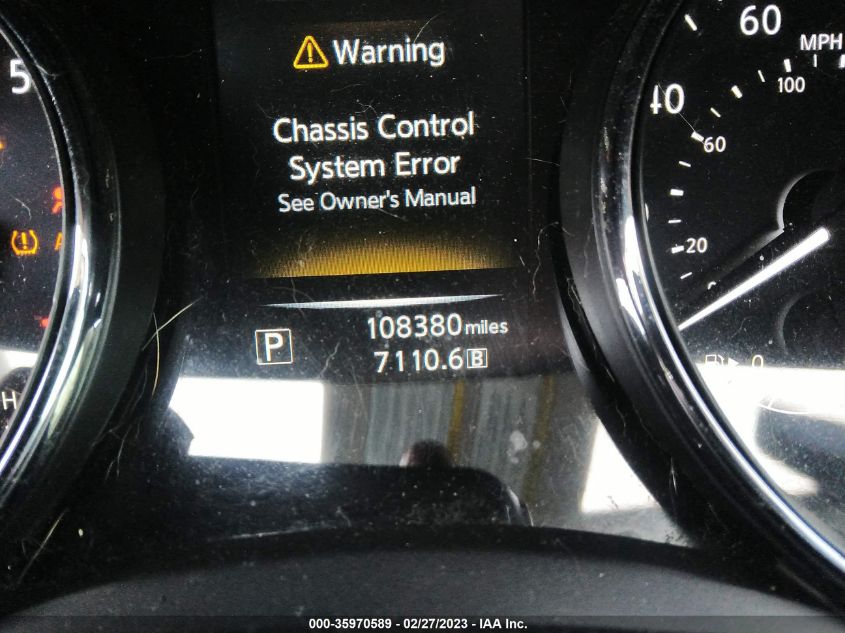 Warning
Chassis Control
System Error
See Owner's Manual
108380 miles
P
7110.6 B
5
H
60
MPH
100
40
60
20
0
000-35970589 - 02/27/2023 - IAA Inc.